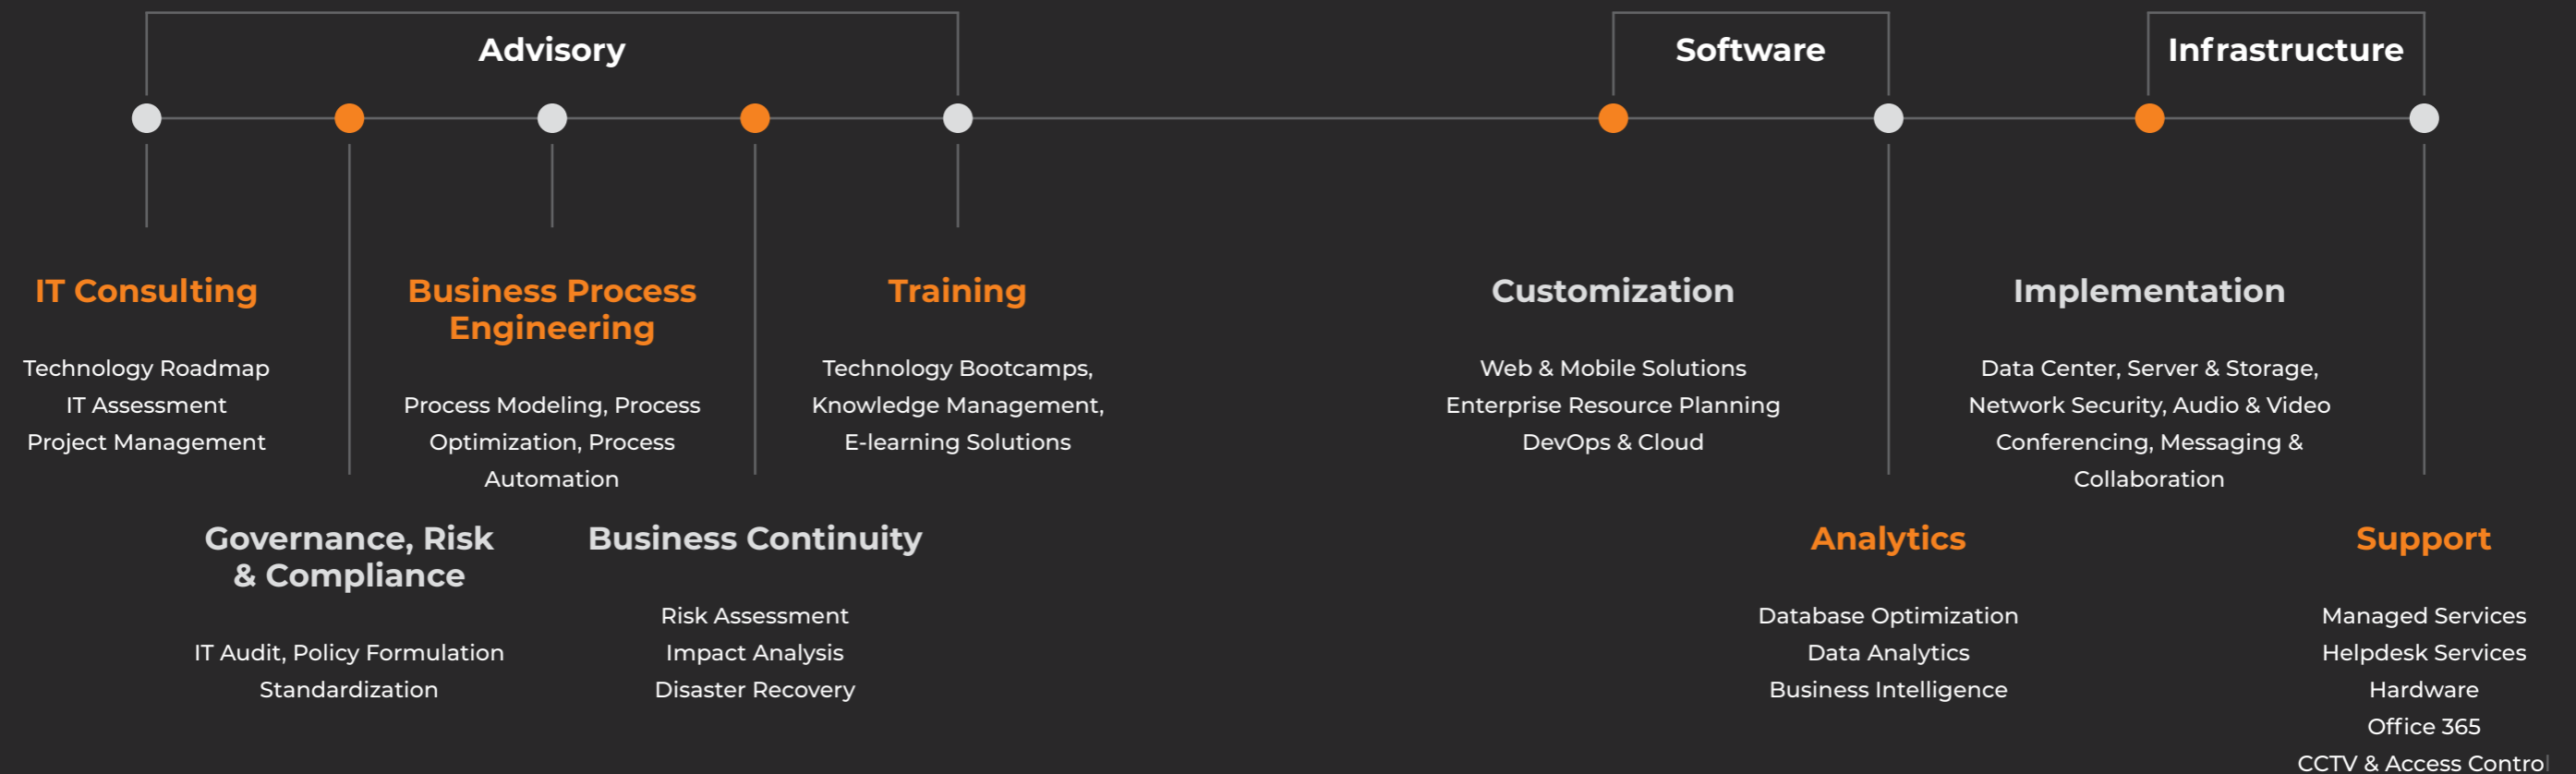 Advisory
Software
Infrastructure
IT Consulting
Technology Roadmap
IT Assessment
Project Management
Governance, Risk
& Compliance
IT Audit, Policy Formulation
Standardization
Business Process
Engineering
Process Modeling, Process
Optimization, Process
Automation
Business Continuity
Risk Assessment
Impact Analysis
Disaster Recovery
Training
Technology Bootcamps,
Knowledge Management,
E-learning Solutions
Customization
Web & Mobile Solutions
Enterprise Resource Planning
DevOps & Cloud
Analytics
Database Optimization
Data Analytics
Business Intelligence
Implementation
Data Center, Server & Storage,
Network Security, Audio & Video
Conferencing, Messaging &
Collaboration
Support
Managed Services
Helpdesk Services
Hardware
Office 365
CCTV & Access Control